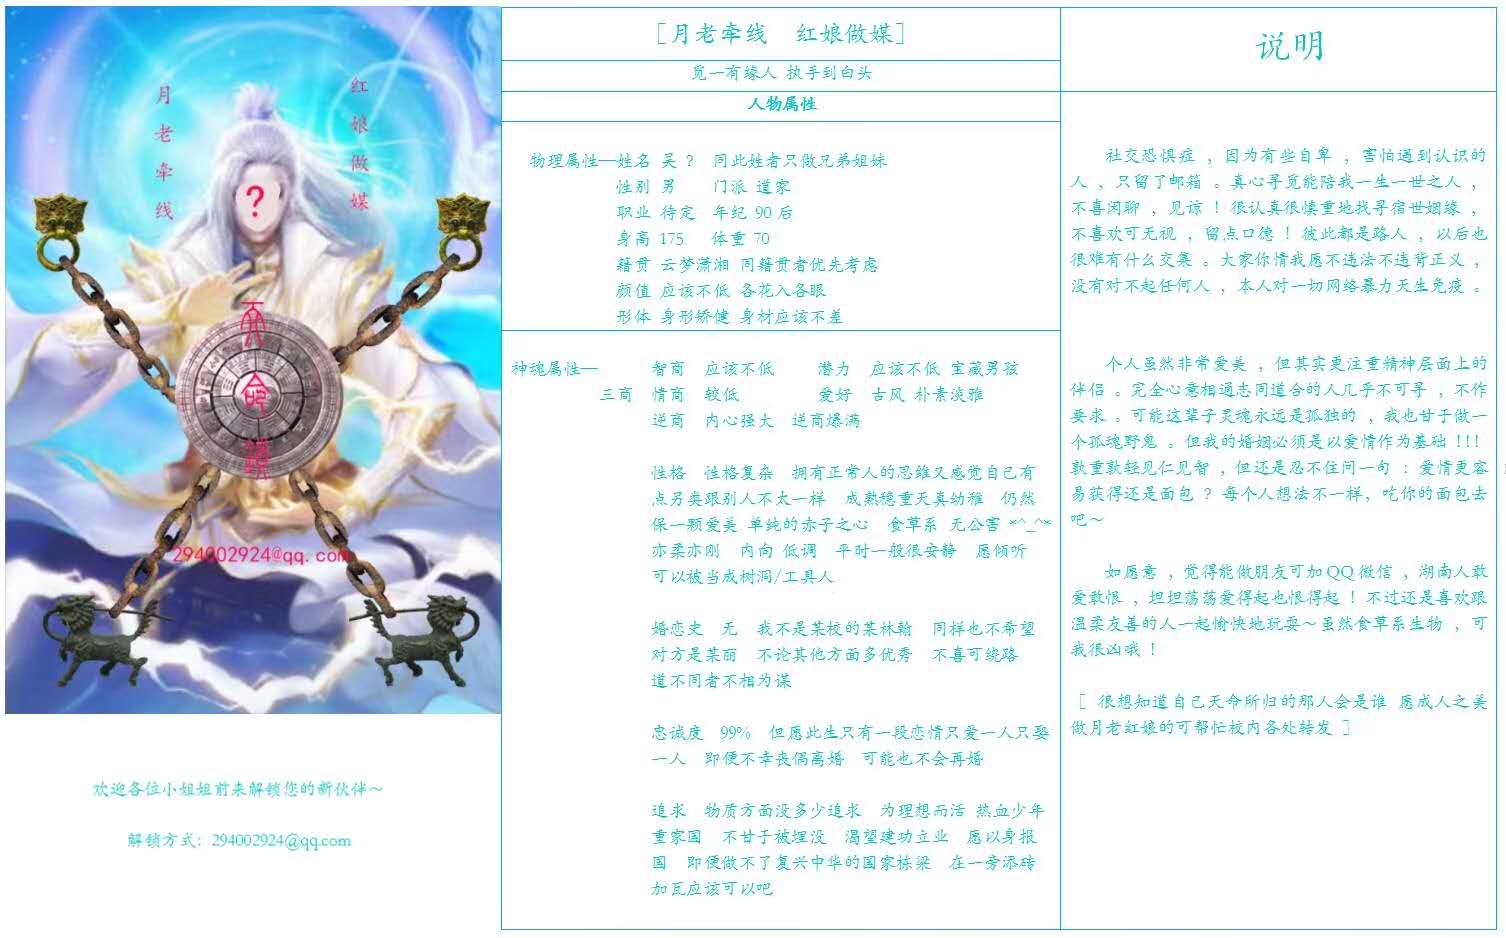 月老牵线
红娘做媒
?
天命
294002924@qq.com
欢迎各位小姐姐前来解锁您的新伙伴～
解锁方式：294002924@qq.com
[月老牵线 红娘做媒]
觅一有缘人 执手到白头
人物属性
物理属性—姓名 吴 ？ 同此姓者只做兄弟姐妹
性别 男 门派 道家
职业 待定 年纪 90后
身高 175 体重 70
籍贯 云梦潇湘 同籍贯者优先考虑
颜值 应该不低 各花入各眼
形体 身形矫健 身材应该不差
神魂属性— 智商 应该不低 潜力 应该不低 宝藏男孩
三商 情商 较低 爱好 古风 朴素淡雅
逆商 内心强大 逆商爆满
性格 性格复杂 拥有正常人的思维又感觉自己有
点另类跟别人不太一样 成熟稳重天真幼稚 仍然
保一颗爱美 单纯的赤子之心 食草系 无公害 *^_^*
亦柔亦刚 内向 低调 平时一般很安静 愿倾听
可以被当成树洞/工具人
婚恋史 无 我不是某校的某林翰 同样也不希望
对方是某丽 不论其他方面多优秀 不喜可绕路
道不同者不相为谋
忠诚度 99% 但愿此生只有一段恋情只爱一人只娶
一人 即便不幸丧偶离婚 可能也不会再婚
追求 物质方面没多少追求 为理想而活 热血少年
重家国 不甘于被埋没 渴望建功立业 愿以身报
国 即便做不了复兴中华的国家栋梁 在一旁添砖
加瓦应该可以吧
说明
社交恐惧症 ，因为有些自卑 ，害怕遇到认识的
人 ，只留了邮箱 。真心寻觅能陪我一生一世之人 ，
不喜闲聊 ，见谅 ！很认真很慎重地找寻宿世姻缘 ，
不喜欢可无视 ，留点口德 ！彼此都是路人 ，以后也
很难有什么交集 。大家你情我愿不违法不违背正义 ，
没有对不起任何人 ，本人对一切网络暴力天生免疫 。
个人虽然非常爱美 ，但其实更注重精神层面上的
伴侣 。完全心意相通志同道合的人几乎不可寻 ，不作
要求 。可能这辈子灵魂永远是孤独的 ，我也甘于做一
个孤魂野鬼 。但我的婚姻必须是以爱情作为基础 !!!
孰重孰轻见仁见智 ，但还是忍不住问一句 ：爱情更容
易获得还是面包 ？每个人想法不一样，吃你的面包去
吧～
如愿意 ，觉得能做朋友可加QQ微信 ，湖南人敢
爱敢恨 ，坦坦荡荡爱得起也恨得起 ！不过还是喜欢跟
温柔友善的人一起愉快地玩耍～虽然食草系生物 ，可
我很凶哦 ！
[ 很想知道自己天命所归的那人会是谁 愿成人之美
做月老红娘的可帮忙校内各处转发 ]